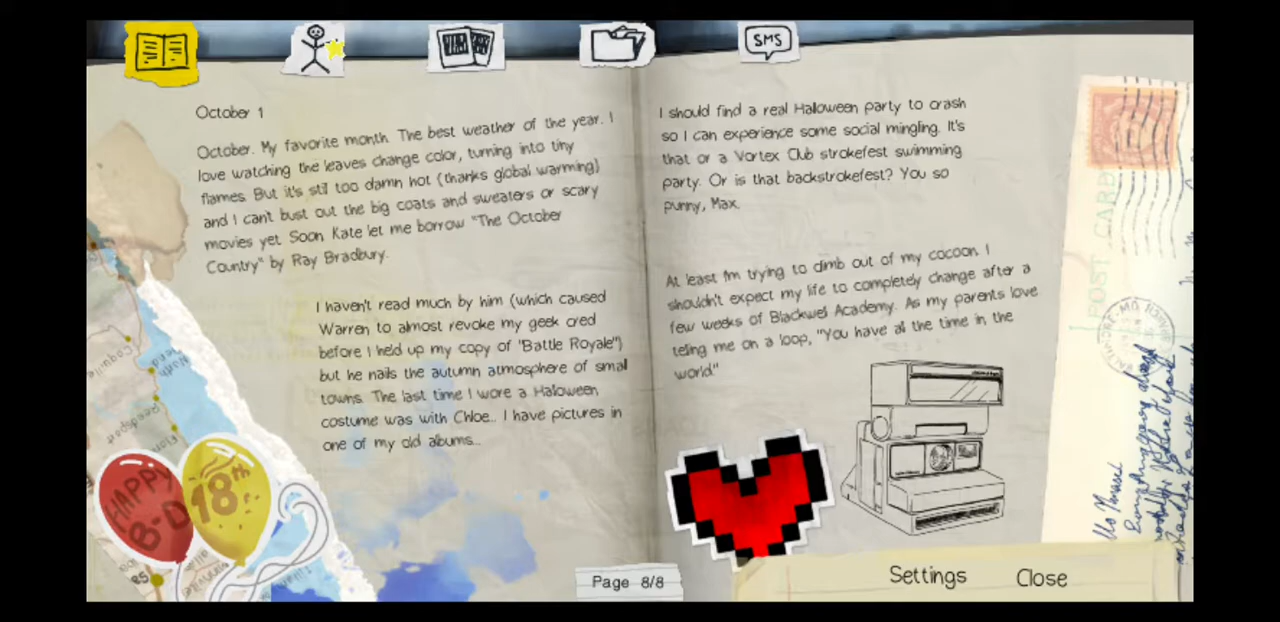 SMS
October 1
October. My favorite month. The best weather of the year. I
love watching the leaves change color, turning into tiny
flames. But it's still too damn hot (thanks global warming)
and I can't bust out the big coats and sweaters or scary
movies yet. Soon. Kate let me borrow "The October
Country" by Ray Bradbury.
I haven't read much by him (which caused
Warren to almost revoke my geek cred
before I held up my copy of 'Battle Royale")
but he nails the autumn atmosphere of small
towns. The last time I wore a Halloween
costume was with Chloe... I have pictures in
one of my old albums...
I should find a real Halloween party to crash
so I can experience some social mingling. It's
that or a Vortex Club strokefest swimming
party. Or is that backstrokefest? You so
punny, Max.
At least I'm trying to climb out of my cocoon. I
shouldn't expect my life to completely change after a
few weeks of Blackwell Academy. As my parents love
telling me on a loop, "You have all the time in the
world."
HAPPY
B-D
18th
Coquille
Reedsport
POST CARD
Page 8/8
Settings
Close